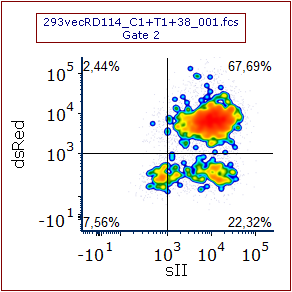 293vecRD114_C1+T1+38_001.fcs
Gate 2
2,44% 67,69%
10^5
10^4
dsRed
10^3
-10^1
7,56% 22,32%
-10^1 10^3 10^4 10^5
sII